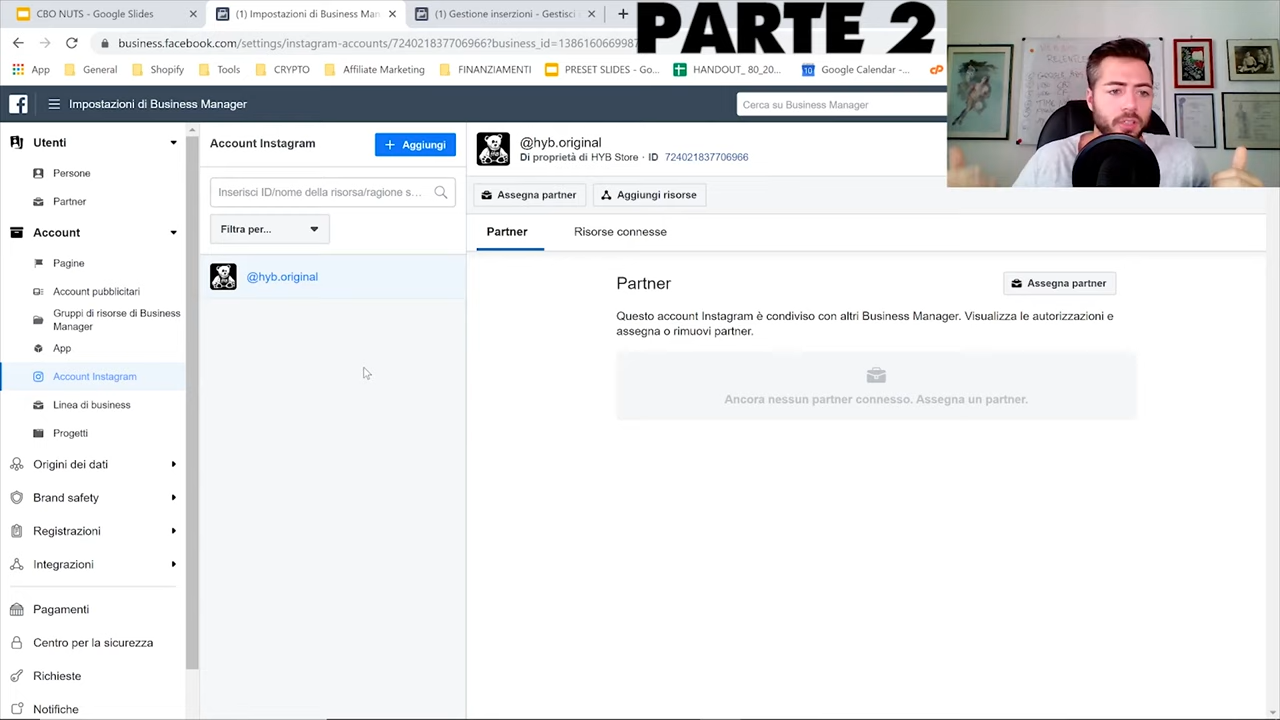 CBO NUTS - Google Slides
(1) Impostazioni di Business Man
(1) Gestione inserzioni - Gestisci i
PARTE 2
business.facebook.com/settings/instagram-accounts/724021837706966?business_id=138616066998
App
General
Shopify
Tools
CRYPTO
Affiliate Marketing
FINANZIAMENTI
PRESET SLIDES - Go...
HANDOUT_ 80_20...
Google Calendar -...
Impostazioni di Business Manager
Cerca su Business Manager
Utenti
Persone
Partner
Account
Pagine
Account pubblicitari
Gruppi di risorse di Business
Manager
App
Account Instagram
Linea di business
Progetti
Origini dei dati
Brand safety
Registrazioni
Integrazioni
Pagamenti
Centro per la sicurezza
Richieste
Notifiche
Account Instagram
+ Aggiungi
Inserisci ID/nome della risorsa/ragione s...
Filtra per...
@hyb.original
@hyb.original
Di proprietà di HYB Store · ID 724021837706966
Assegna partner
Aggiungi risorse
Partner
Risorse connesse
Partner
Assegna partner
Questo account Instagram è condiviso con altri Business Manager. Visualizza le autorizzazioni e
assegna o rimuovi partner.
Ancora nessun partner connesso. Assegna un partner.